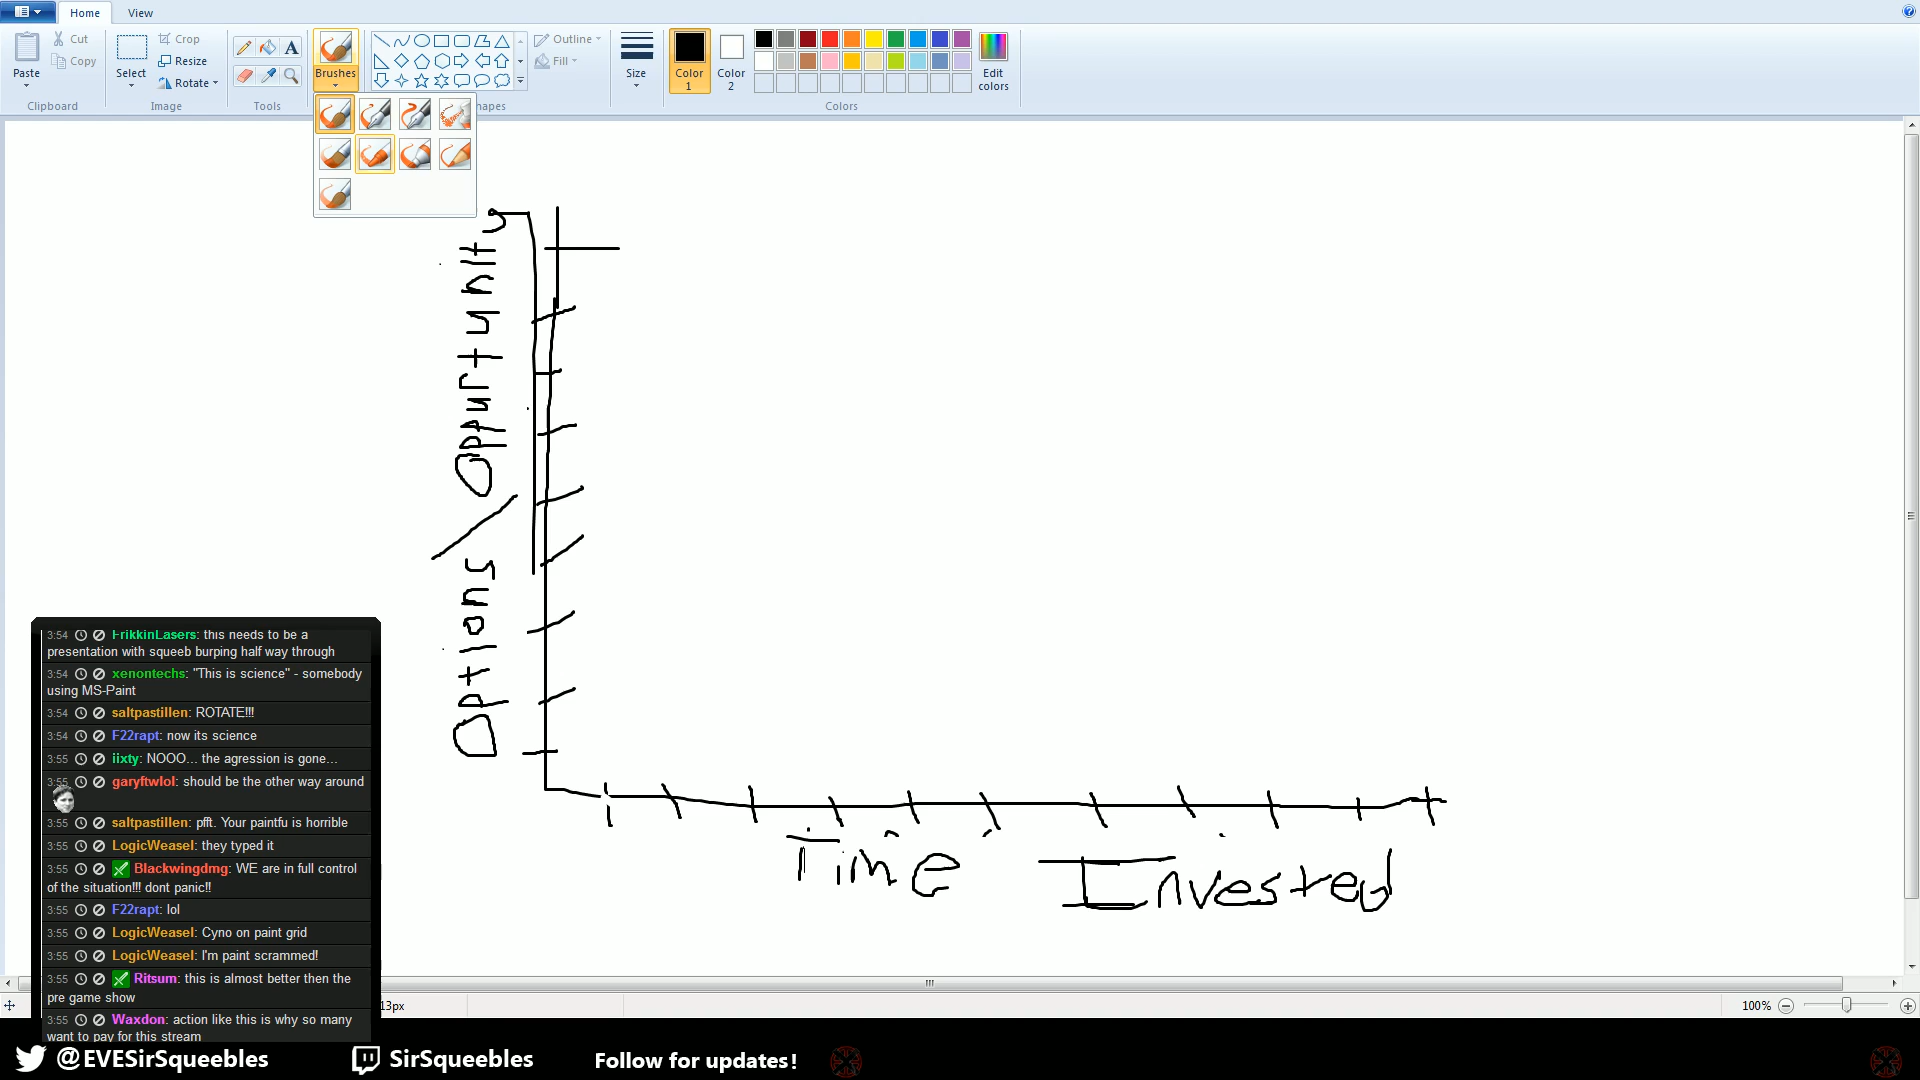 Home
View
Paste
Cut
Copy
Clipboard
Select
Crop
Resize
Rotate
Image
Tools
Brushes
hapes
Outline
Fill
Size
Color
1
Color
2
Edit
colors
Colors
Options / Oppurtunity
Time Invested
3:54 FrikkinLasers: this needs to be a
presentation with squeeb burping half way through
3:54 xenontechs: "This is science" - somebody
using MS-Paint
3:54 saltpastillen: ROTATE!!!
3:54 F22rapt: now its science
3:55 iixty: NOOO... the agression is gone...
3:55 garyftwlol: should be the other way around
3:55 saltpastillen: pfft. Your paintfu is horrible
3:55 LogicWeasel: they typed it
3:55 Blackwingdmg: WE are in full control
of the situation!!! dont panic!!
3:55 F22rapt: lol
3:55 LogicWeasel: Cyno on paint grid
3:55 LogicWeasel: I'm paint scrammed!
3:55 Ritsum: this is almost better then the
pre game show
3:55 Waxdon: action like this is why so many
want to pay for this stream
13px
100%
@EVESirSqueebles SirSqueebles Follow for updates!